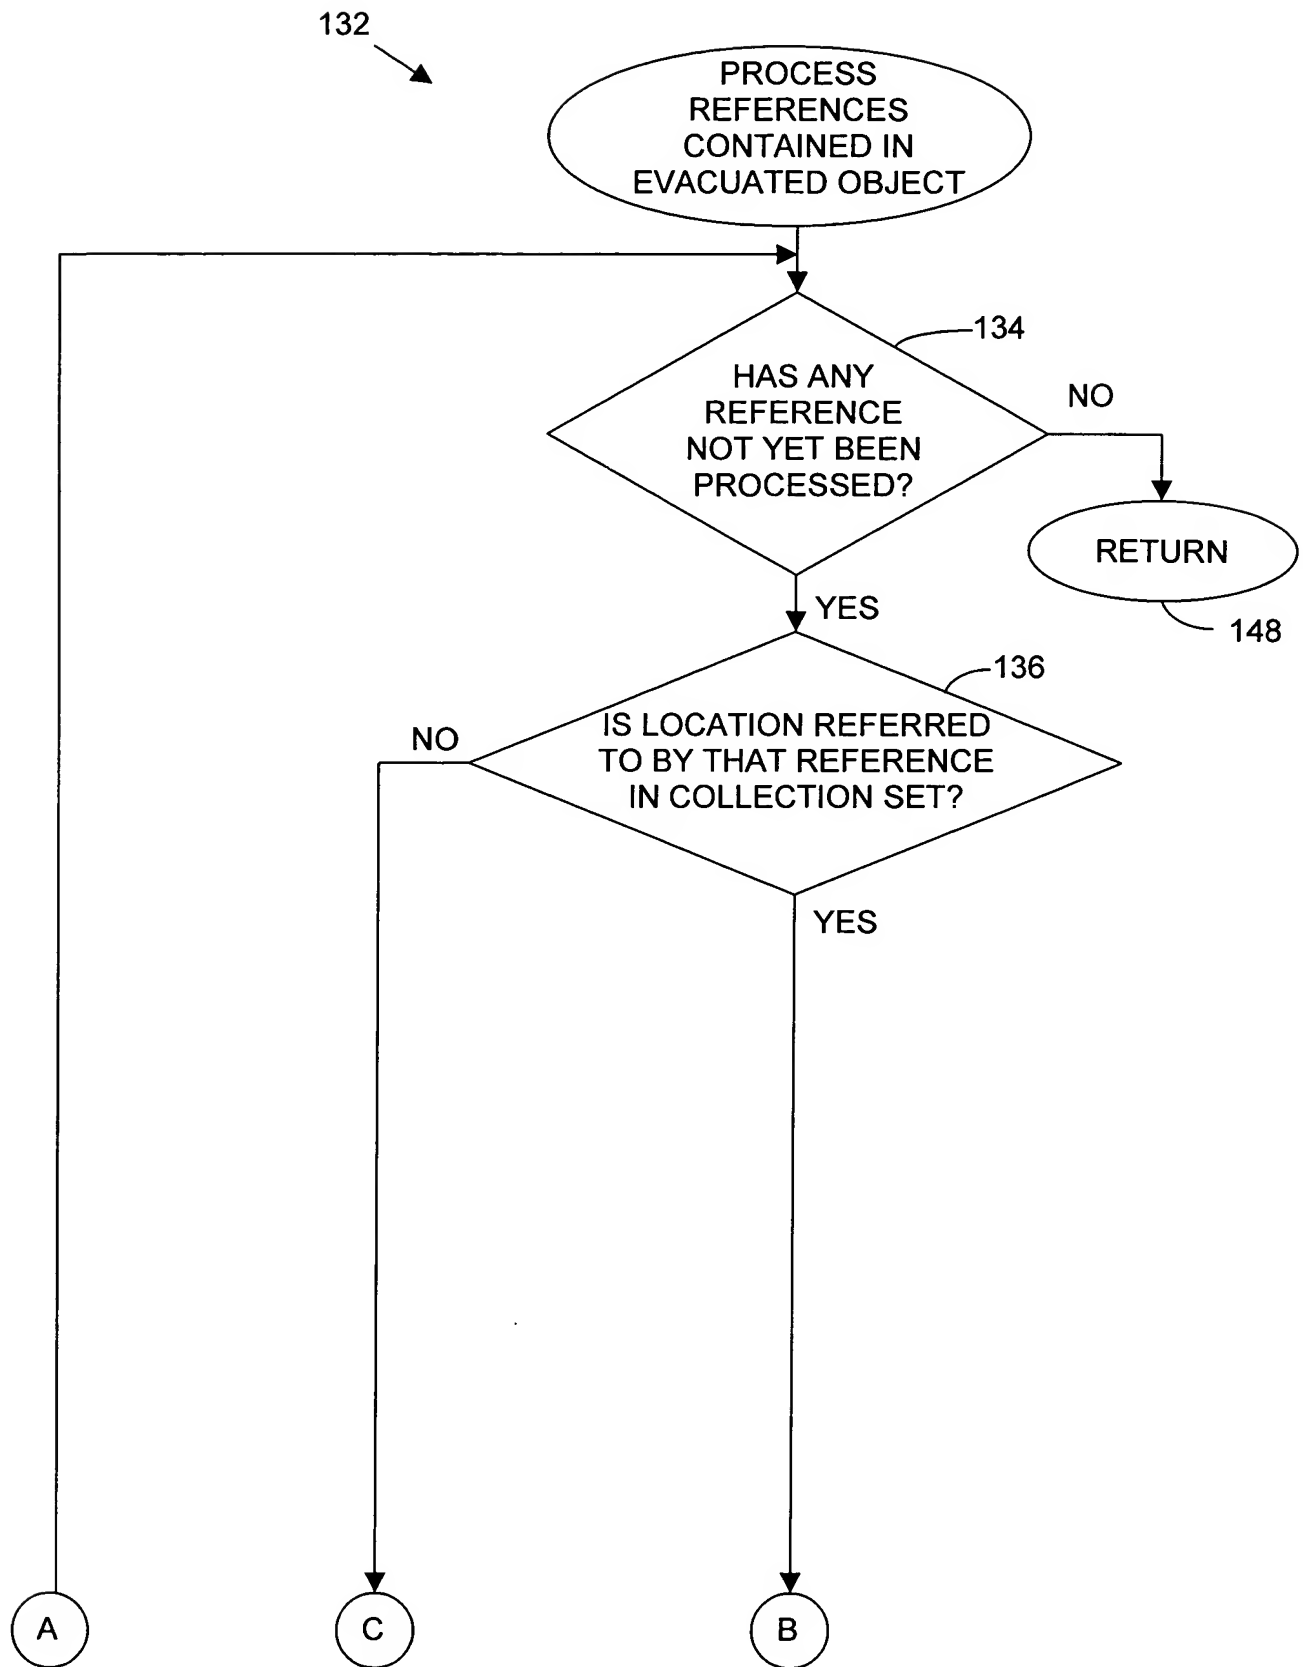 132
PROCESS
REFERENCES
CONTAINED IN
EVACUATED OBJECT
134
HAS ANY
REFERENCE
NOT YET BEEN
PROCESSED?
NO
RETURN
148
YES
136
IS LOCATION REFERRED
TO BY THAT REFERENCE
IN COLLECTION SET?
NO
YES
A
C
B